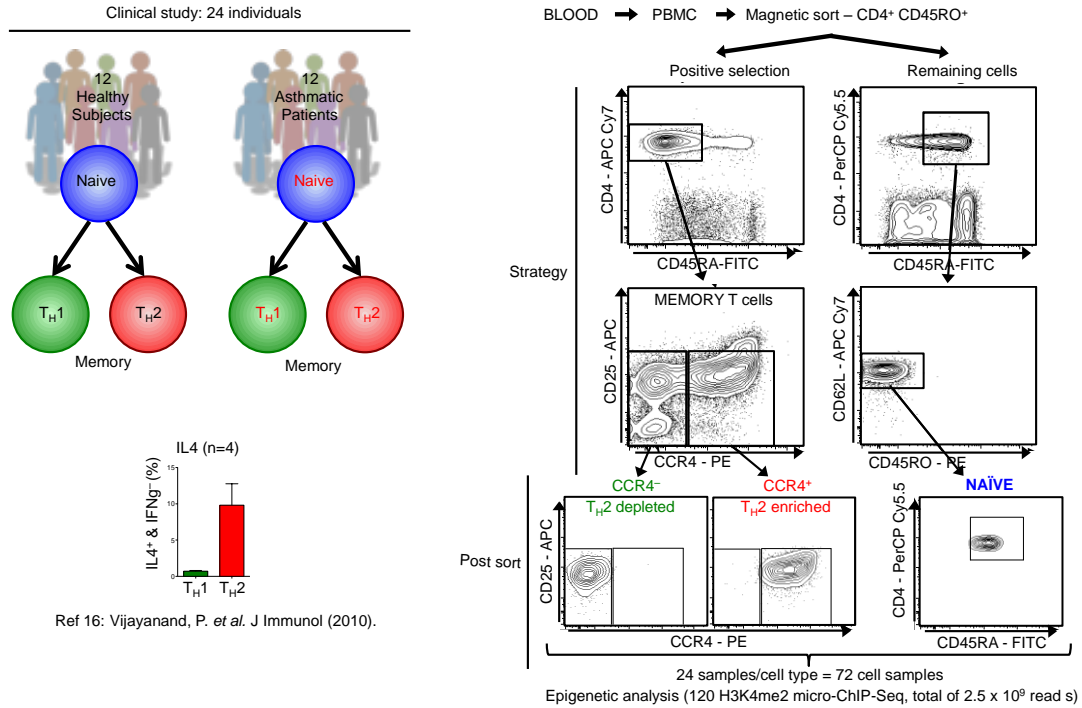 Clinical study: 24 individuals
12
Healthy
Subjects
12
Asthmatic
Patients
Naive
Naive
TH1
TH2
TH1
TH2
Memory
Memory
IL4 (n=4)
IL4+ & IFNg– (%)
15
10
5
0
TH1
TH2
Ref 16: Vijayanand, P. et al. J Immunol (2010).
BLOOD
PBMC
Magnetic sort – CD4+ CD45RO+
Positive selection
Remaining cells
Strategy
CD4 - APC Cy7
CD45RA-FITC
CD4 - PerCP Cy5.5
CD45RA-FITC
MEMORY T cells
CD25 - APC
CCR4 - PE
CD62L - APC Cy7
CD45RO - PE
Post sort
CCR4–
TH2 depleted
CCR4+
TH2 enriched
NAÏVE
CD25 - APC
CCR4 - PE
CD4 - PerCP Cy5.5
CD45RA - FITC
24 samples/cell type = 72 cell samples
Epigenetic analysis (120 H3K4me2 micro-ChIP-Seq, total of 2.5 x 10⁹ read s)